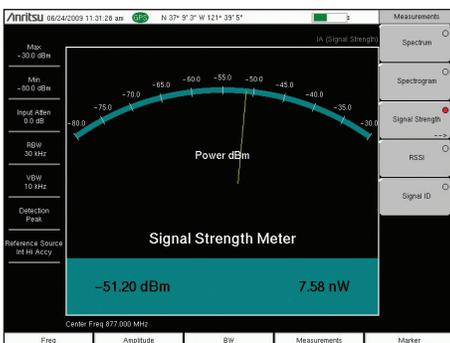 Anritsu 06/24/2009 11:31:28 am GPS N 37° 9' 3" W 121° 39' 5"
Measurements
IA (Signal Strength)
Max
-30.0 dBm
Min
-80.0 dBm
Input Atten
0.0 dB
RBW
30 kHz
VBW
10 kHz
Detection
Peak
Reference Source
Int Hi Accy
-80.0 -75.0 -70.0 -65.0 -60.0 -55.0 -50.0 -45.0 -40.0 -35.0 -30.0
Power dBm
Signal Strength Meter
-51.20 dBm 7.58 nW
Center Freq 877.000 MHz
Spectrum
Spectrogram
Signal Strength
-->
RSSI
Signal ID
Freq Amplitude BW Measurements Marker